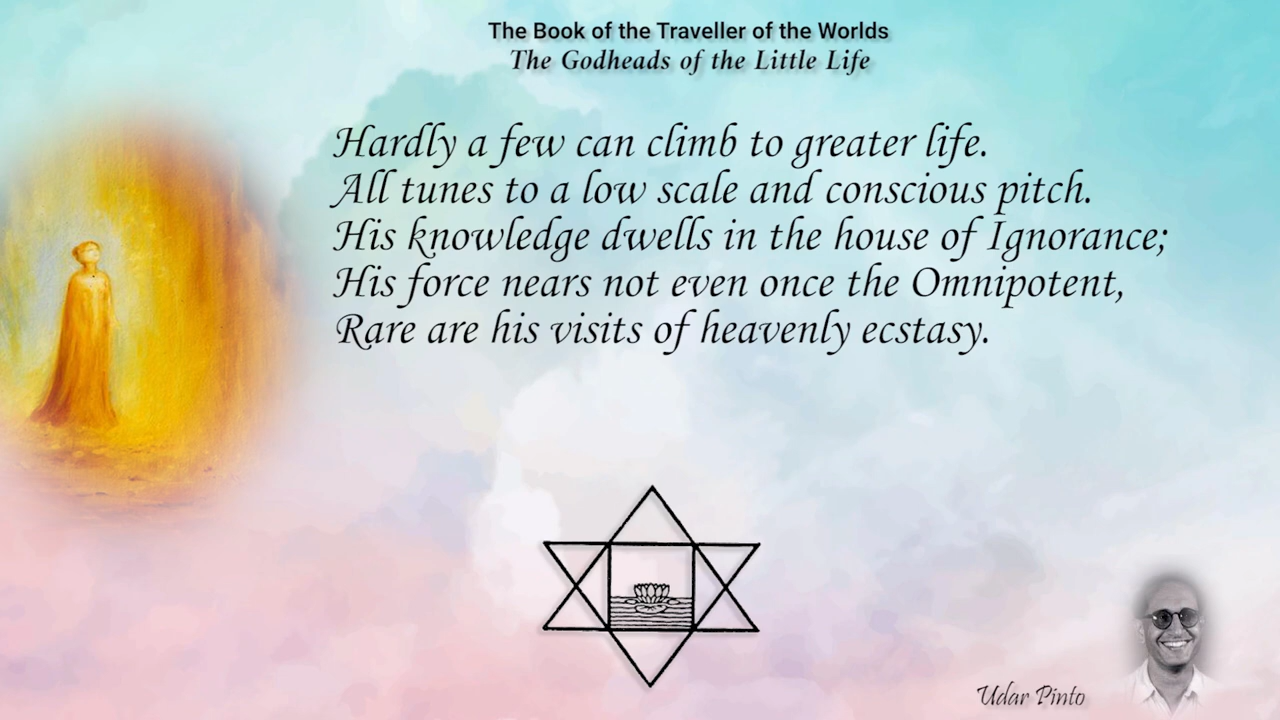 The Book of the Traveller of the Worlds
The Godheads of the Little Life
Hardly a few can climb to greater life.
All tunes to a low scale and conscious pitch.
His knowledge dwells in the house of Ignorance;
His force nears not even once the Omnipotent,
Rare are his visits of heavenly ecstasy.
Udar Pinto